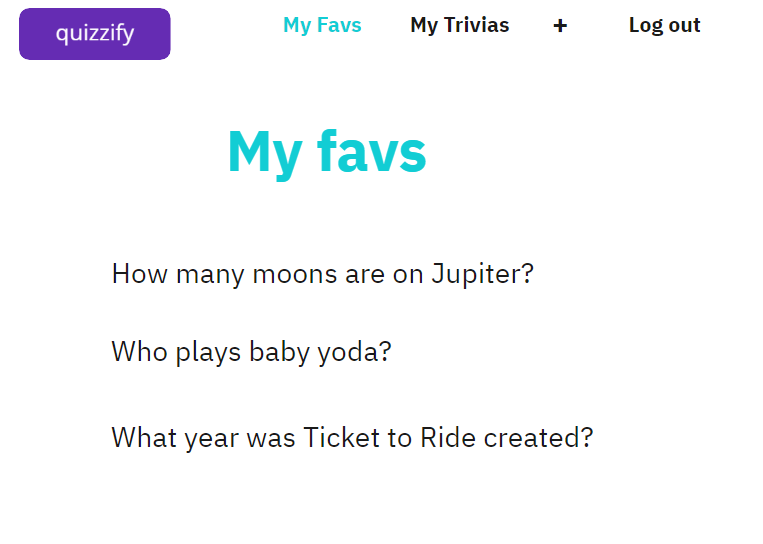 quizzify My Favs My Trivias + Log out
My favs
How many moons are on Jupiter?
Who plays baby yoda?
What year was Ticket to Ride created?